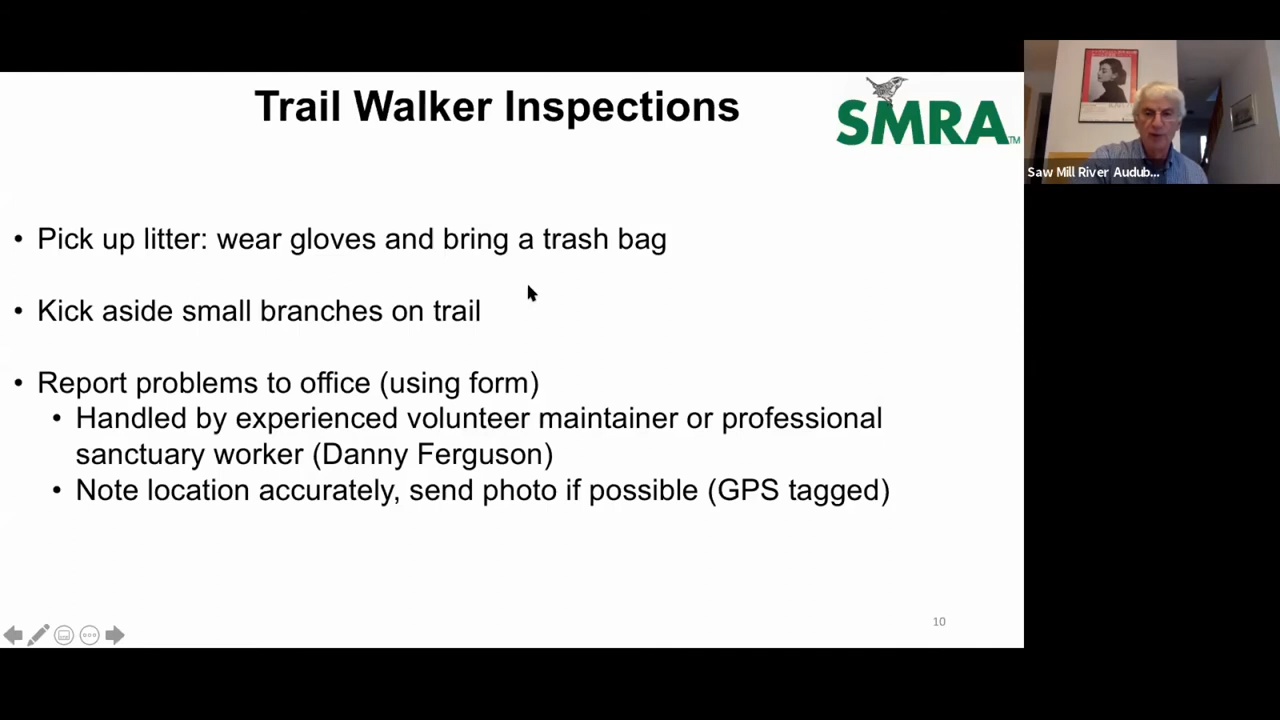 Trail Walker Inspections
SMRA™
Saw Mill River Audub...
• Pick up litter: wear gloves and bring a trash bag
• Kick aside small branches on trail
• Report problems to office (using form)
• Handled by experienced volunteer maintainer or professional
sanctuary worker (Danny Ferguson)
• Note location accurately, send photo if possible (GPS tagged)
10